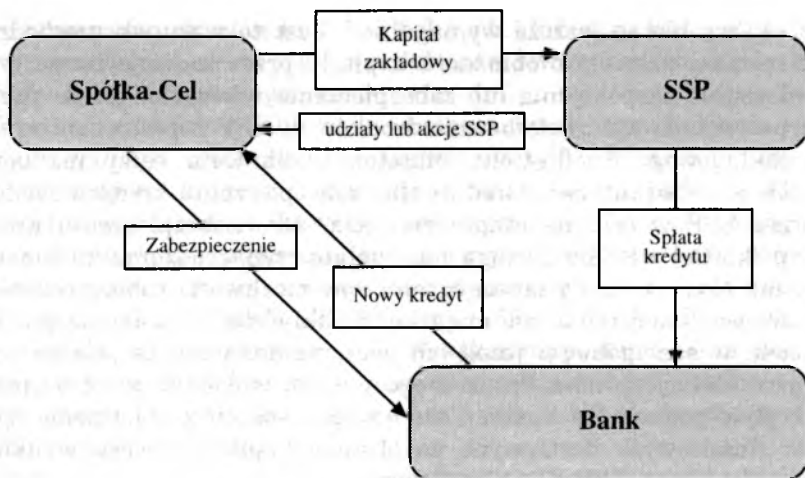 Kapitał
zakładowy
Spółka-Cel
SSP
udziały lub akcje SSP
Zabezpieczenie
Spłata
kredytu
Nowy kredyt
Bank